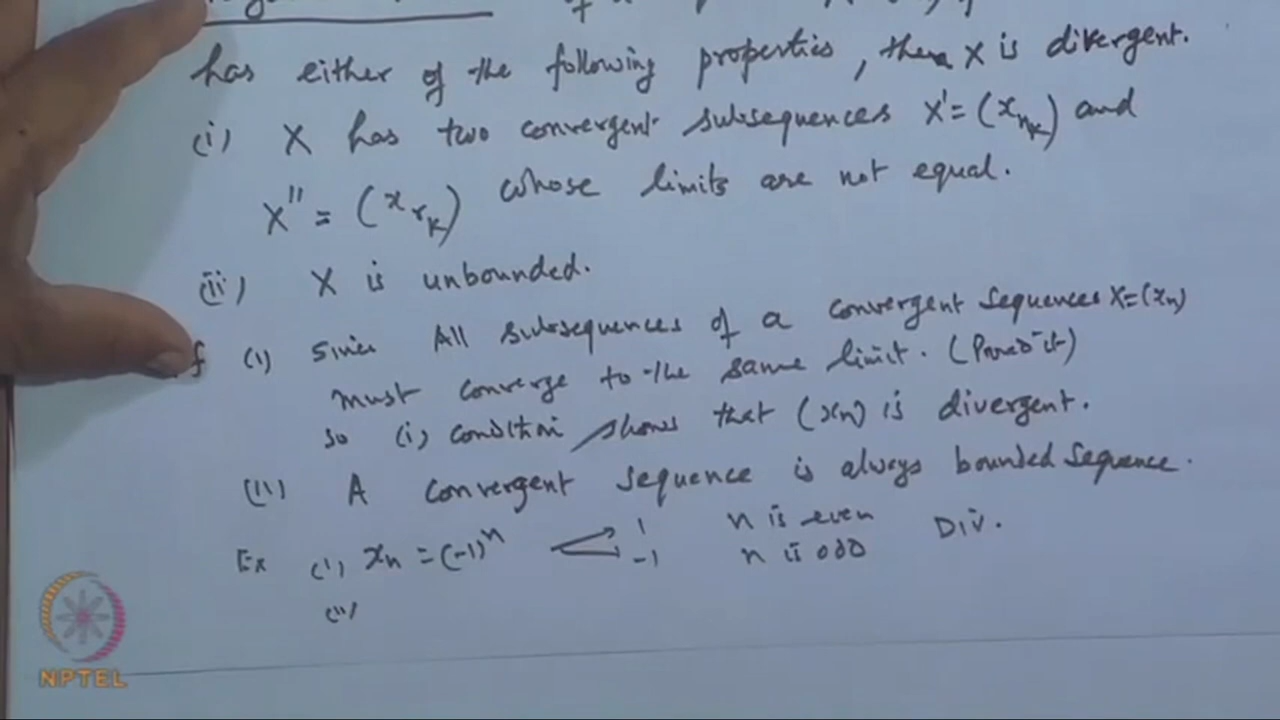 of a
has either of the following properties, then X is divergent.
(i) X has two convergent subsequences X' = (x_{n_k}) and
X'' = (x_{r_k}) whose limits are not equal.
(ii) X is unbounded.
(i) Since All subsequences of a convergent sequences X=(x_n)
must converge to the same limit. (Proved it)
so (i) condition shows that (x_n) is divergent.
(ii) A convergent sequence is always bounded sequence.
Ex (i) x_n = (-1)^n 1 n is even Div.
-1 n is odd
(ii)
NPTEL